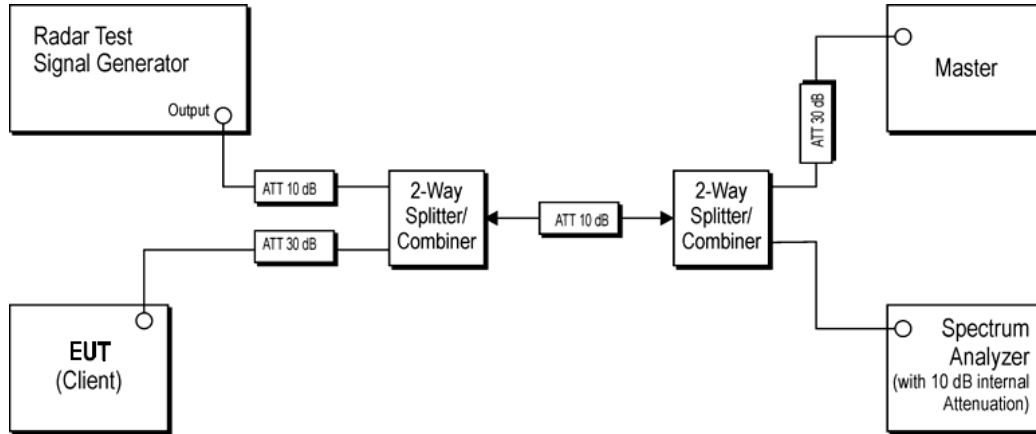 Radar Test
Signal Generator
Output
ATT 10 dB
ATT 30 dB
EUT
(Client)
2-Way
Splitter/
Combiner
ATT 10 dB
2-Way
Splitter/
Combiner
ATT 30 dB
Master
Spectrum
Analyzer
(with 10 dB internal
Attenuation)